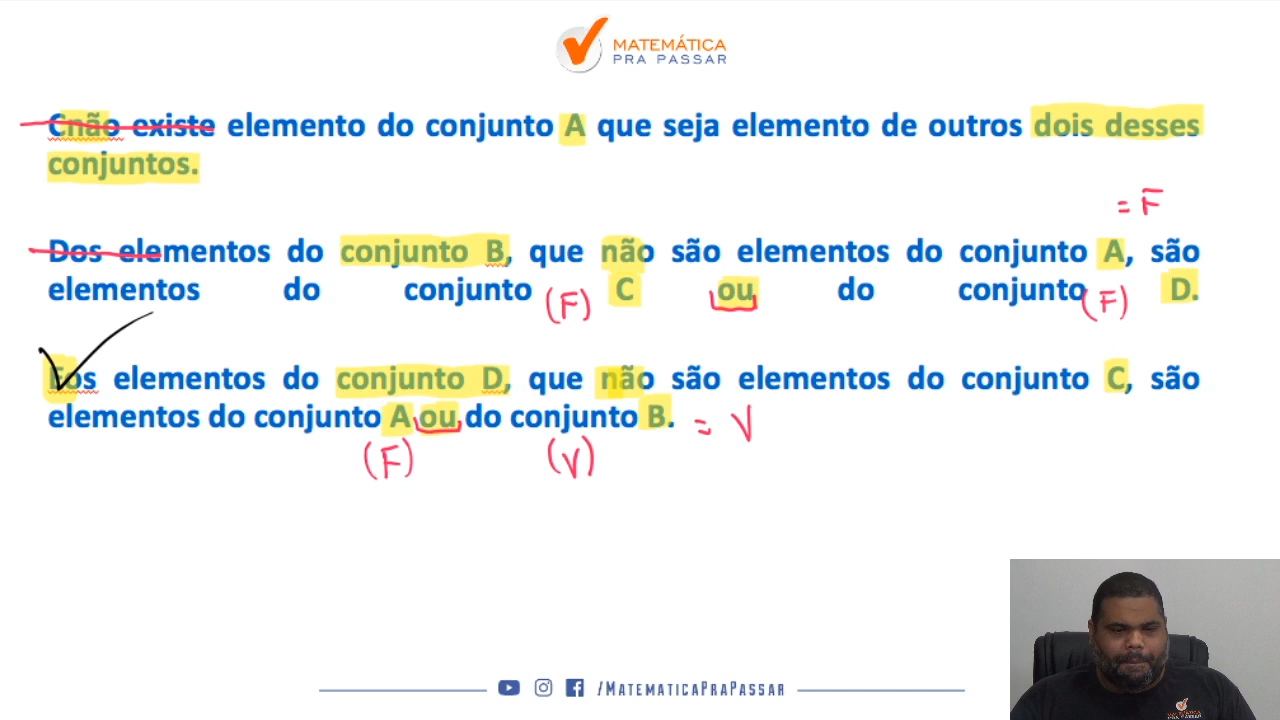 MATEMÁTICA
PRA PASSAR
Cnão existe elemento do conjunto A que seja elemento de outros dois desses
conjuntos.
= F
Dos elementos do conjunto B, que não são elementos do conjunto A, são
elementos do conjunto C ou do conjunto D.
(F) (F)
Eos elementos do conjunto D, que não são elementos do conjunto C, são
elementos do conjunto A ou do conjunto B. = V
(F) (V)
/MATEMATICAPRAPASSAR